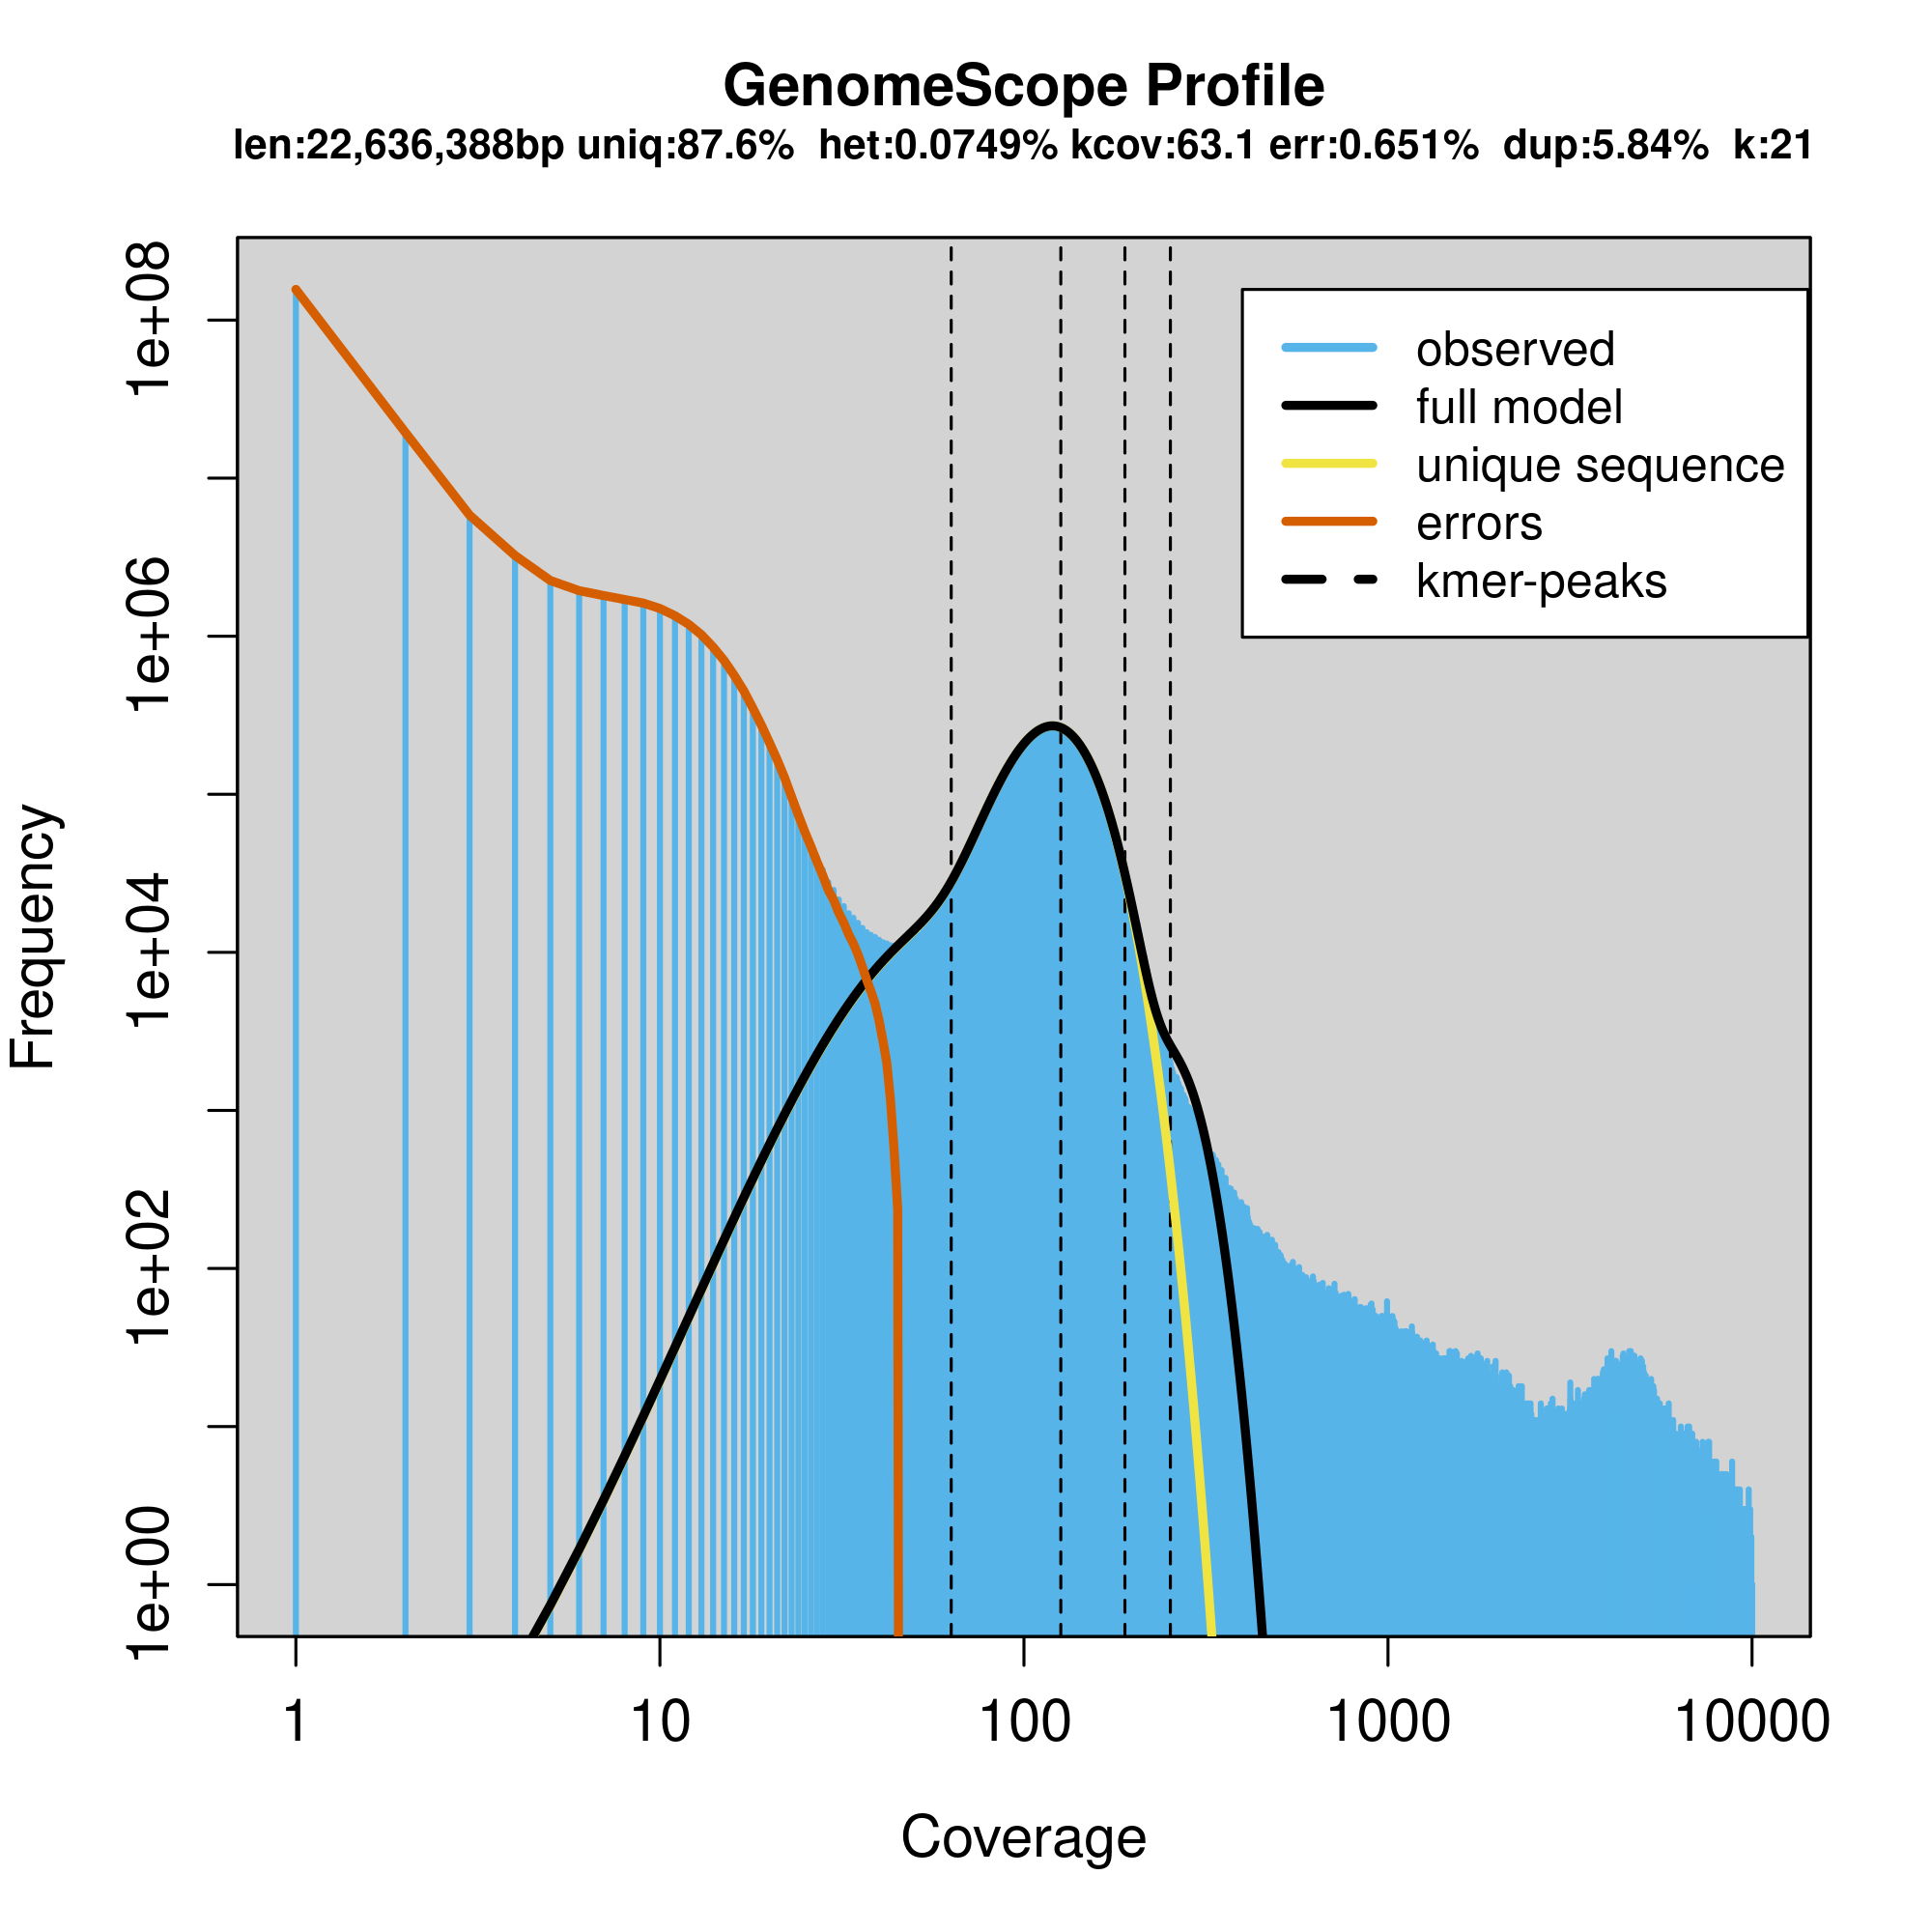 GenomeScope Profile
len:22,636,388bp uniq:87.6%  het:0.0749% kcov:63.1 err:0.651%  dup:5.84%  k:21
1e+08
1e+06
1e+04
1e+02
1e+00
Frequency
observed
full model
unique sequence
errors
kmer-peaks
1 10 100 1000 10000
Coverage